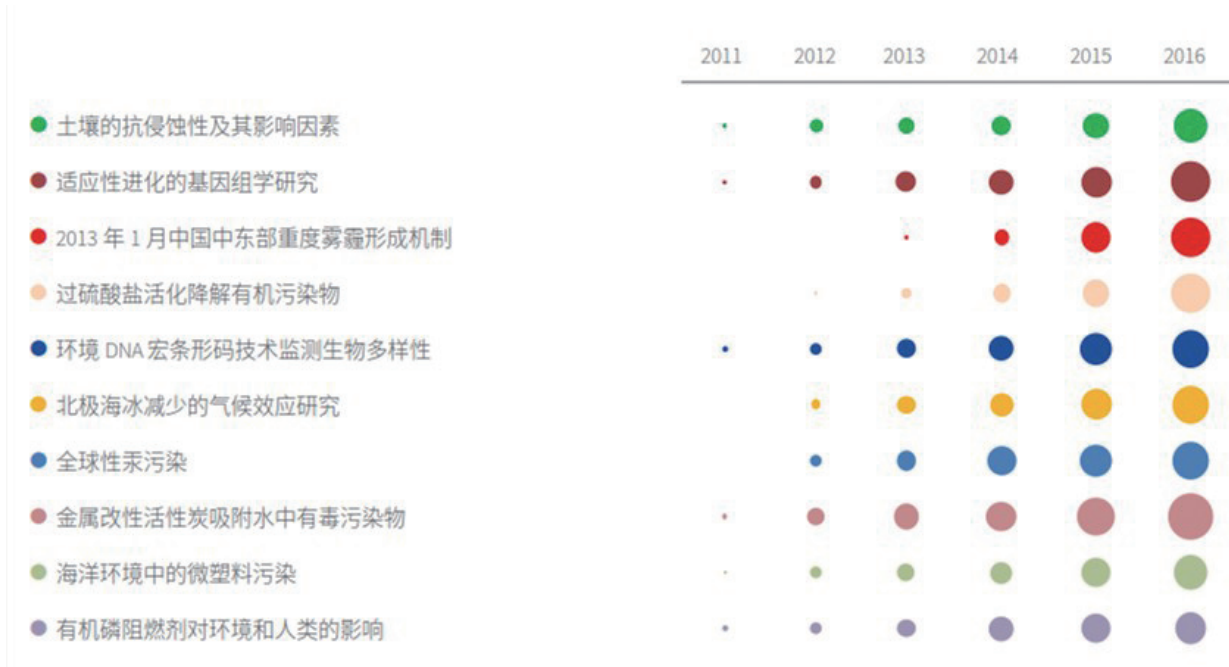 2011 2012 2013 2014 2015 2016
土壤的抗侵蚀性及其影响因素
适应性进化的基因组学研究
2013 年 1 月中国中东部重度雾霾形成机制
过硫酸盐活化降解有机污染物
环境 DNA 宏条形码技术监测生物多样性
北极海冰减少的气候效应研究
全球性汞污染
金属改性活性炭吸附水中有毒污染物
海洋环境中的微塑料污染
有机磷阻燃剂对环境和人类的影响